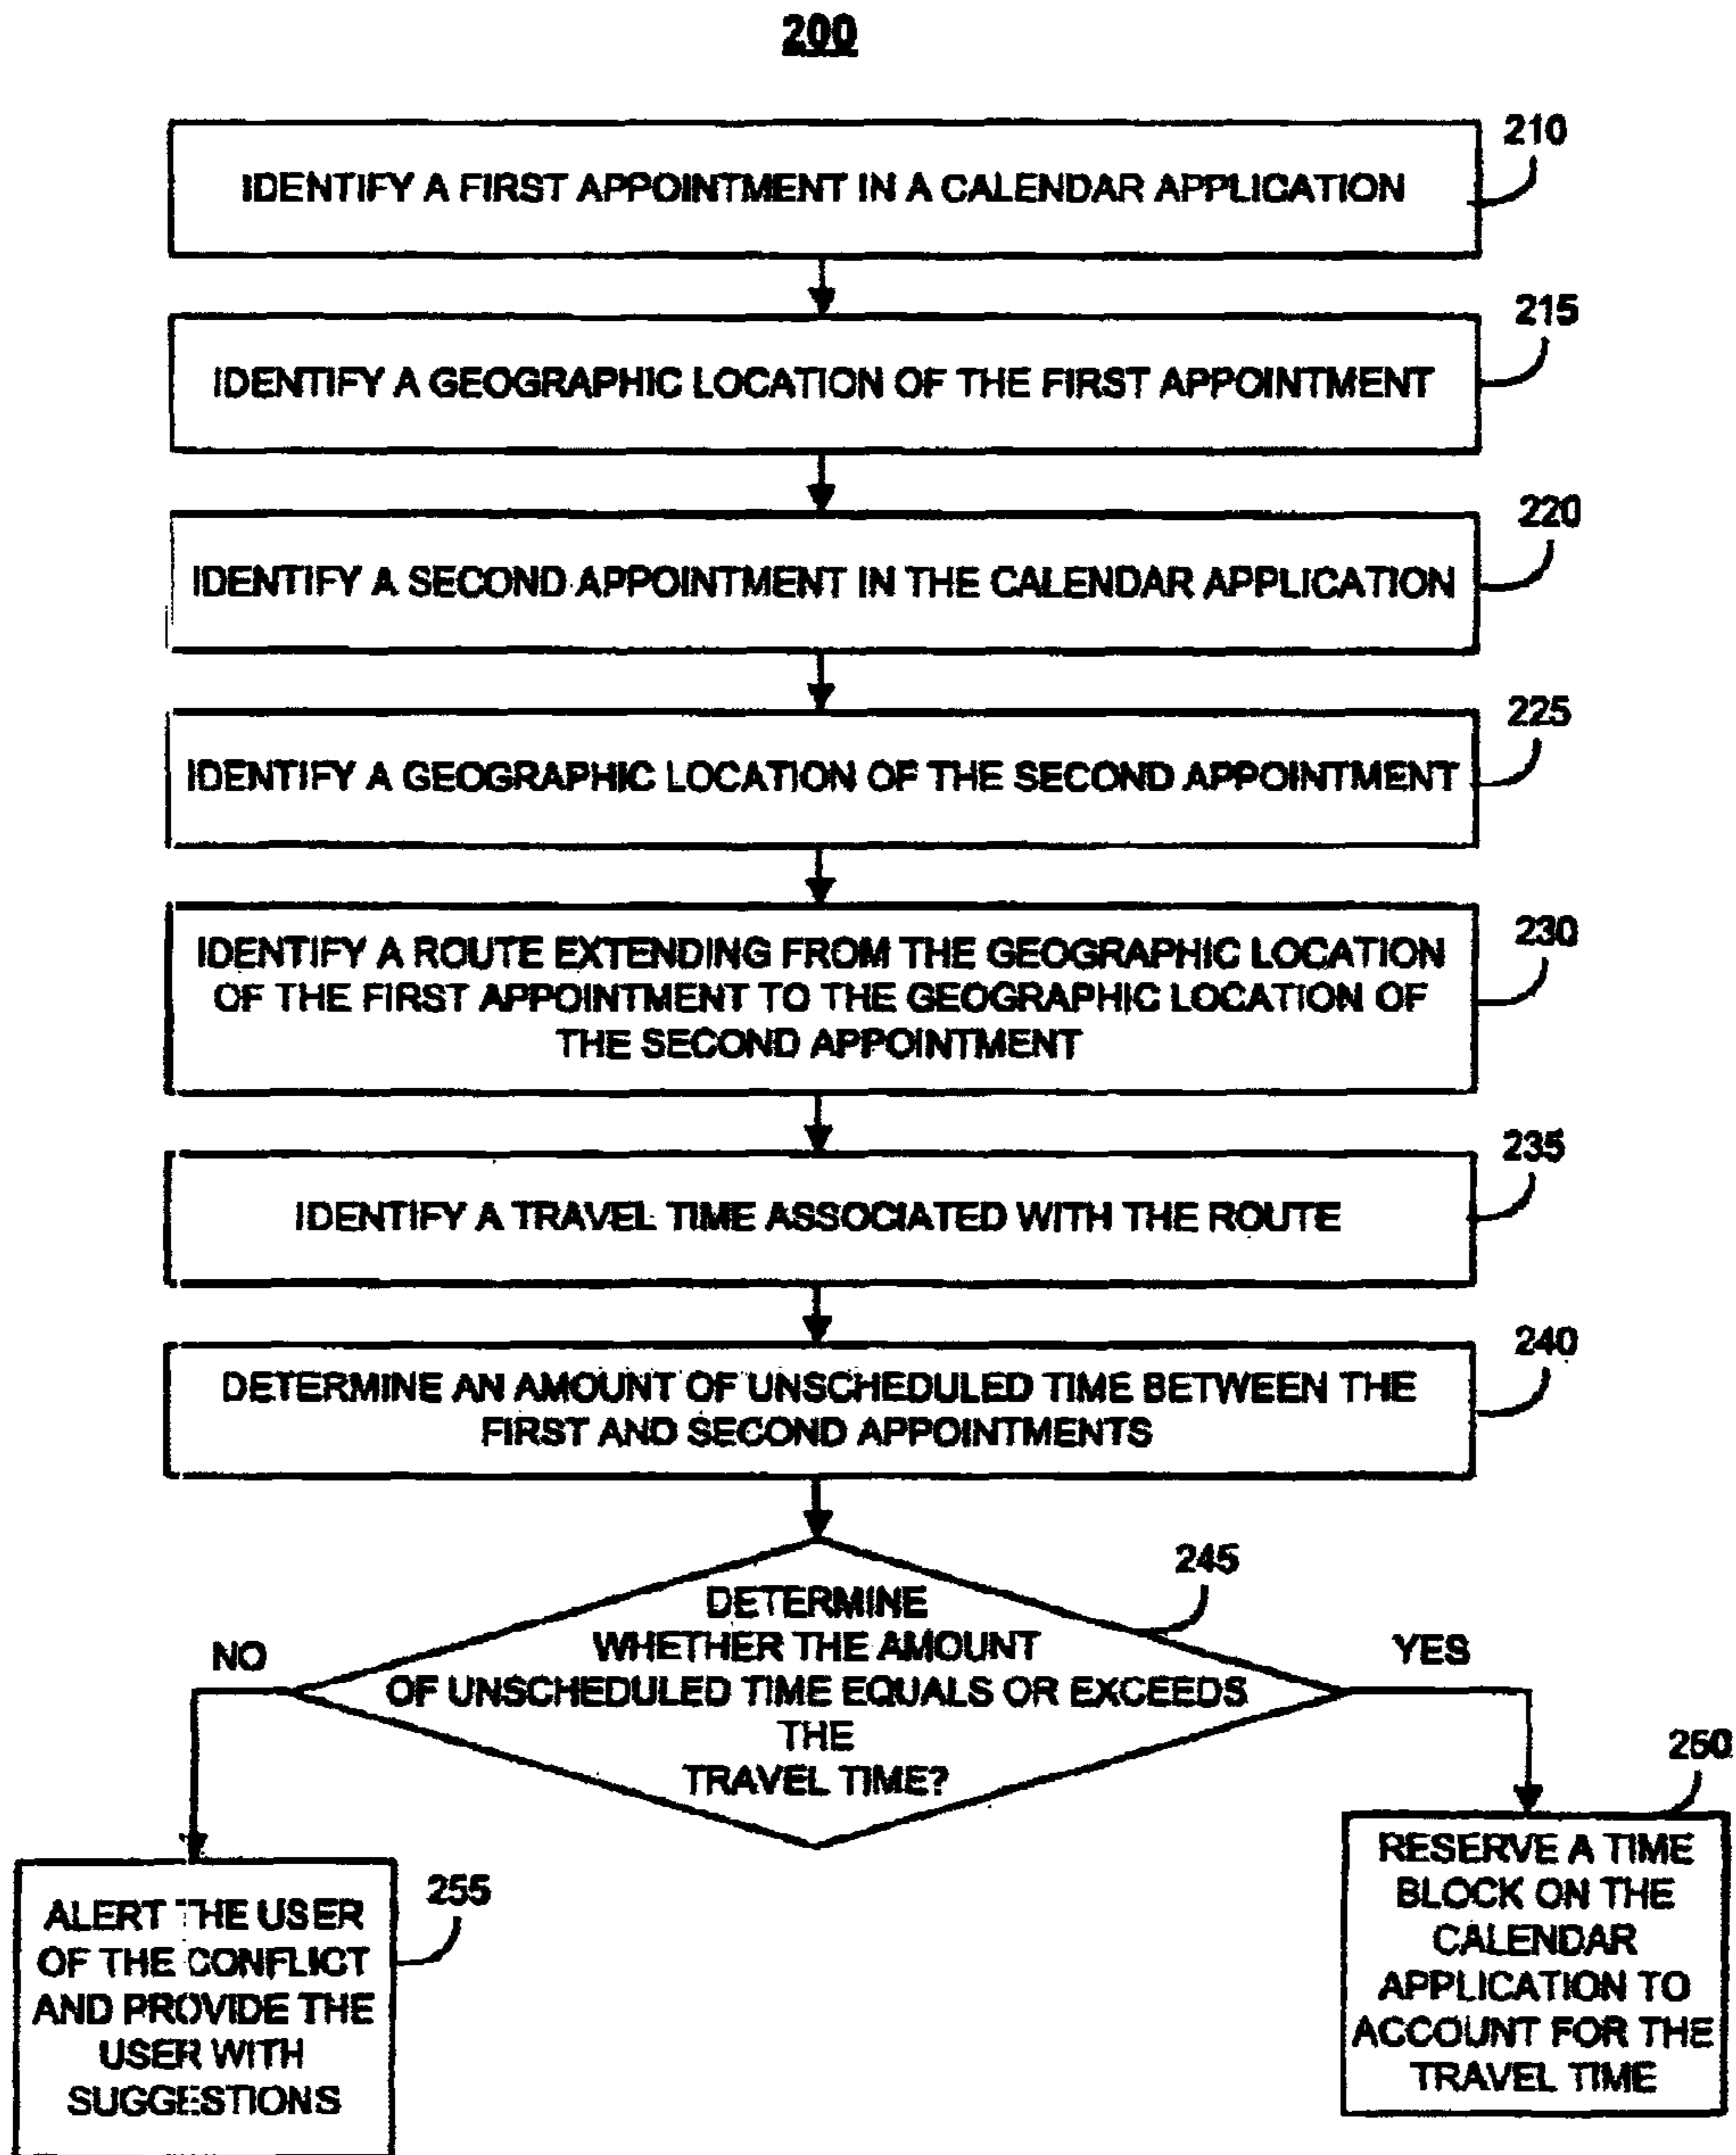 200
210
IDENTIFY A FIRST APPOINTMENT IN A CALENDAR APPLICATION
215
IDENTIFY A GEOGRAPHIC LOCATION OF THE FIRST APPOINTMENT
220
IDENTIFY A SECOND APPOINTMENT IN THE CALENDAR APPLICATION
225
IDENTIFY A GEOGRAPHIC LOCATION OF THE SECOND APPOINTMENT
230
IDENTIFY A ROUTE EXTENDING FROM THE GEOGRAPHIC LOCATION
OF THE FIRST APPOINTMENT TO THE GEOGRAPHIC LOCATION OF
THE SECOND APPOINTMENT
235
IDENTIFY A TRAVEL TIME ASSOCIATED WITH THE ROUTE
240
DETERMINE AN AMOUNT OF UNSCHEDULED TIME BETWEEN THE
FIRST AND SECOND APPOINTMENTS
245
DETERMINE
WHETHER THE AMOUNT
OF UNSCHEDULED TIME EQUALS OR EXCEEDS
THE
TRAVEL TIME?
NO
YES
255
ALERT THE USER
OF THE CONFLICT
AND PROVIDE THE
USER WITH
SUGGESTIONS
250
RESERVE A TIME
BLOCK ON THE
CALENDAR
APPLICATION TO
ACCOUNT FOR THE
TRAVEL TIME